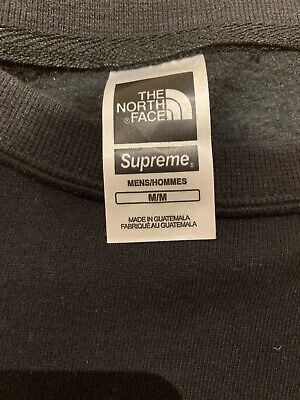 THE
NORTH
FACE
Supreme®
MENS/HOMMES
M/M
MADE IN GUATEMALA
FABRIQUÉ AU GUATEMALA